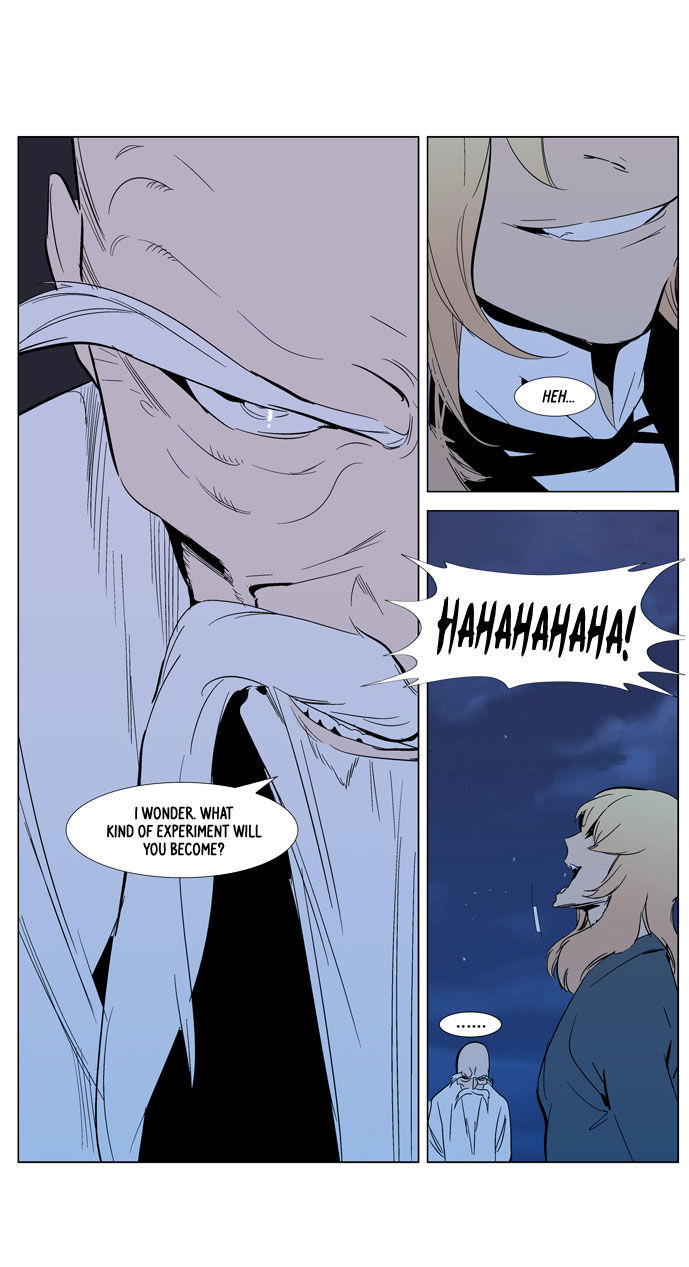 I WONDER. WHAT
KIND OF EXPERIMENT WILL
YOU BECOME?
HEH...
HAHAHAHAHA!
......